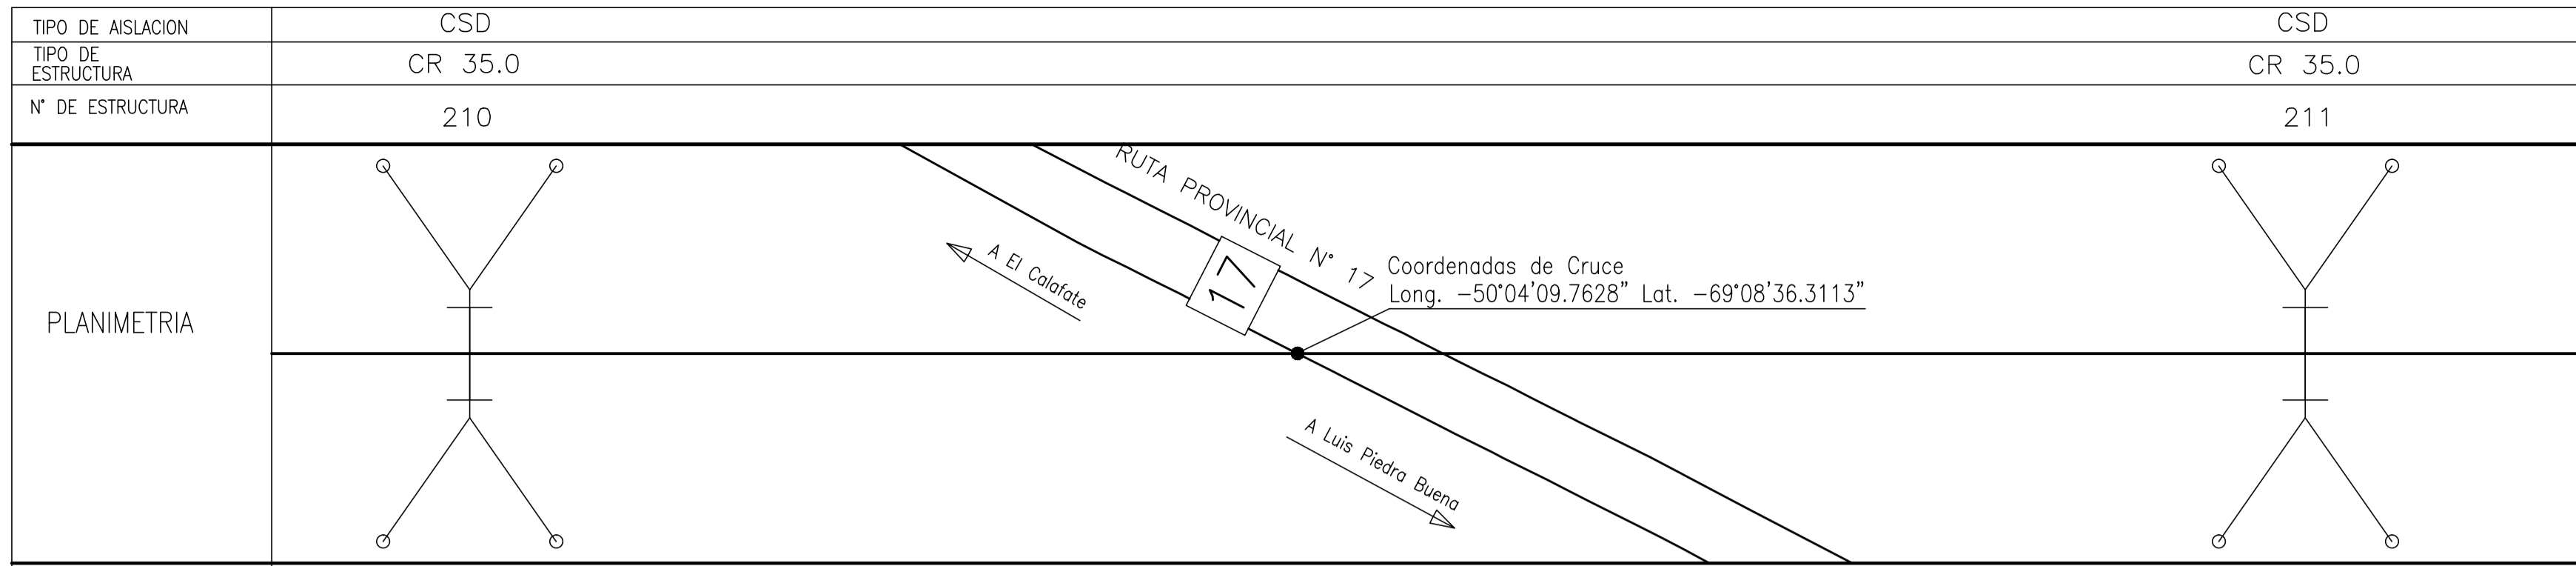 TIPO DE AISLACION
CSD
CSD
TIPO DE
ESTRUCTURA
CR 35.0
CR 35.0
N° DE ESTRUCTURA
210
211
PLANIMETRIA
RUTA PROVINCIAL N° 17
17
A El Calafate
Coordenadas de Cruce
Long. -50°04'09.7628" Lat. -69°08'36.3113"
A Luis Piedra Buena